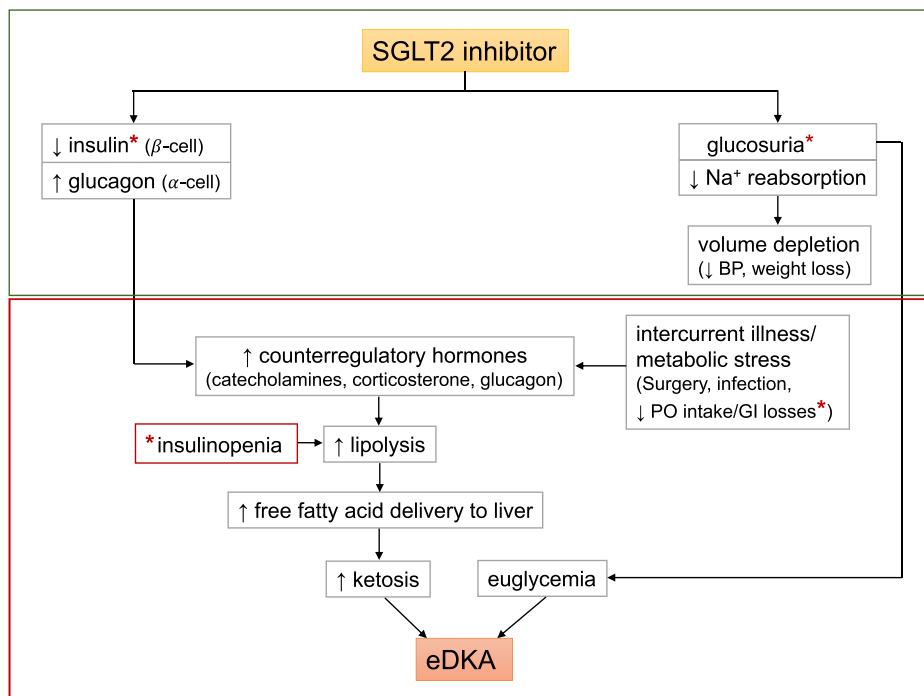 SGLT2 inhibitor
↓ insulin* (β-cell)
↑ glucagon (α-cell)
glucosuria*
↓ Na⁺ reabsorption
volume depletion
(↓ BP, weight loss)
↑ counterregulatory hormones
(catecholamines, corticosterone, glucagon)
intercurrent illness/
metabolic stress
(Surgery, infection,
↓ PO intake/GI losses*)
*insulinopenia
↑ lipolysis
↑ free fatty acid delivery to liver
↑ ketosis
euglycemia
eDKA